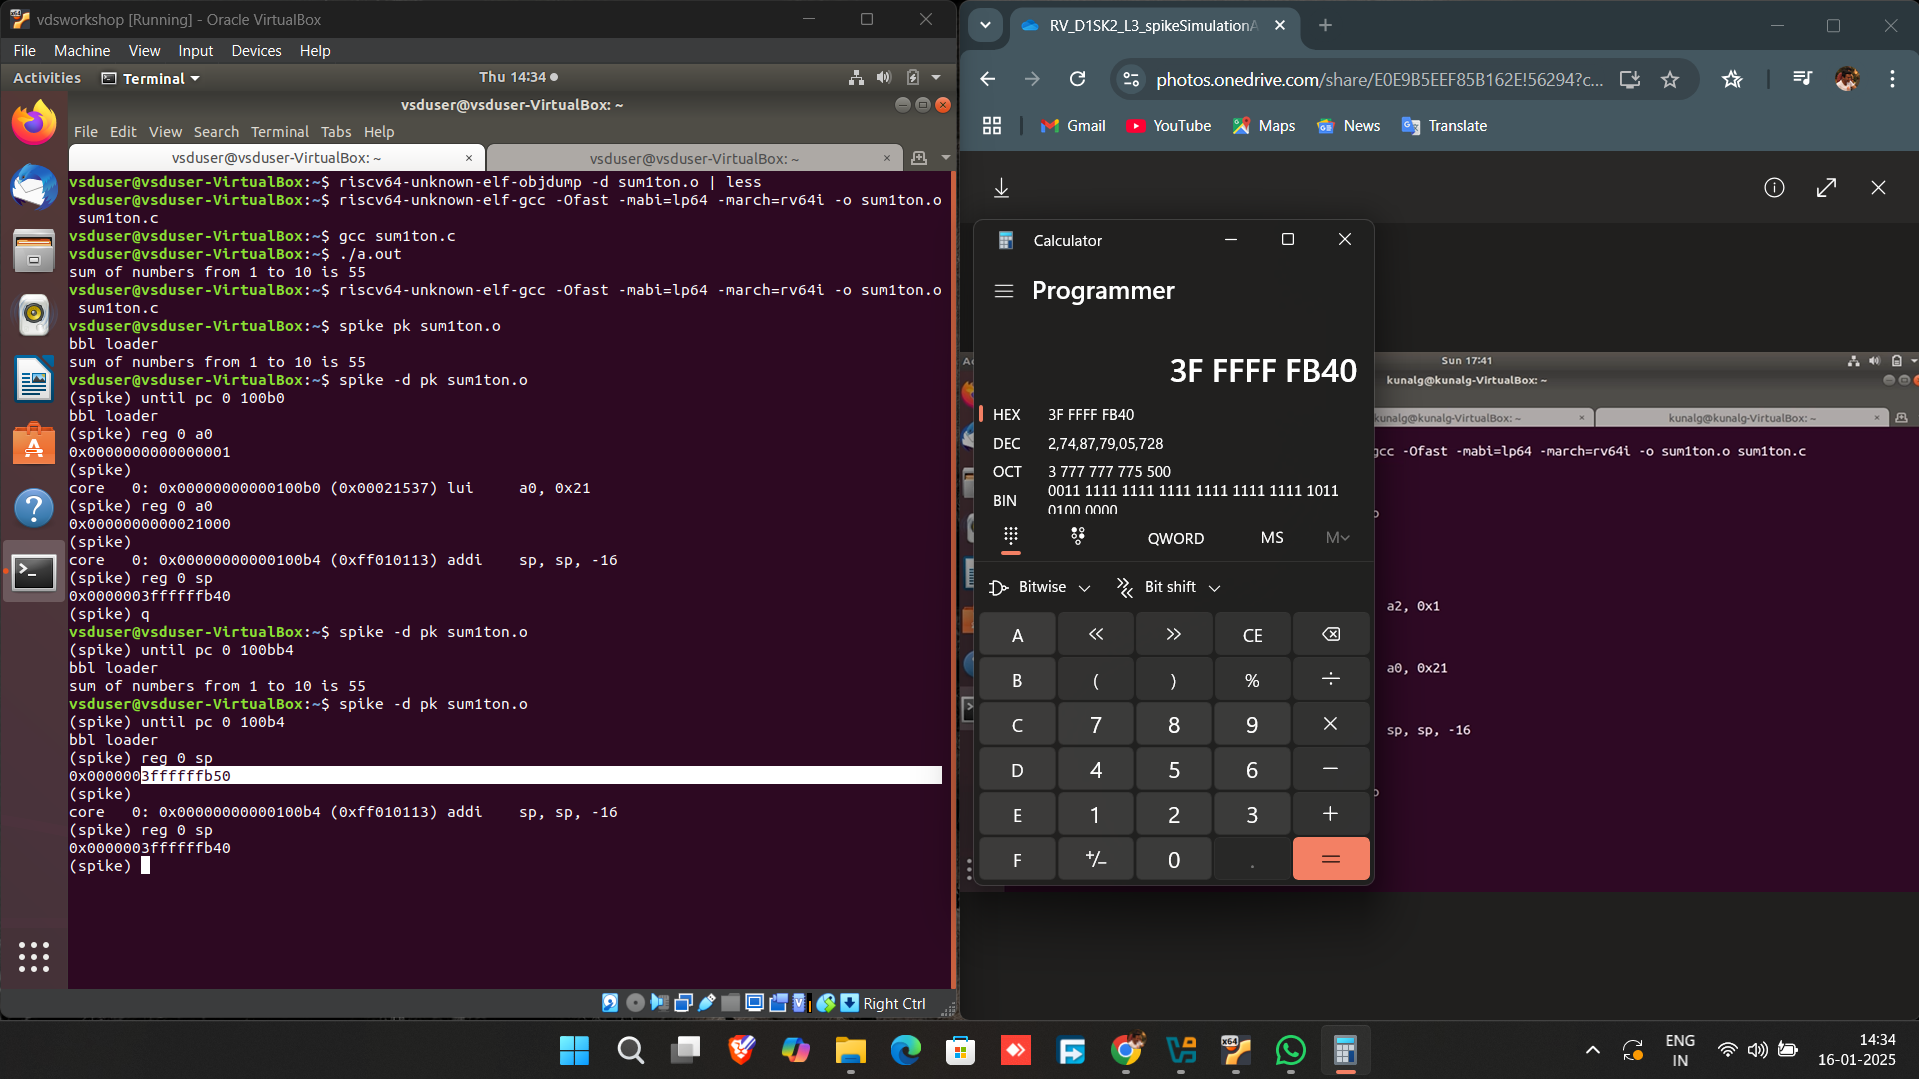 vdsworkshop [Running] - Oracle VirtualBox
File Edit View Input Devices Help
Activities Terminal Thu 14:34
vsduser@vsduser-VirtualBox: ~
File Edit View Search Terminal Tabs Help
vsduser@vsduser-VirtualBox: ~ × vsduser@vsduser-VirtualBox: ~ ×
vsduser@vsduser-VirtualBox:~$ riscv64-unknown-elf-objdump -d sum1ton.o | less
vsduser@vsduser-VirtualBox:~$ riscv64-unknown-elf-gcc -Ofast -mabi=lp64 -march=rv64i -o sum1ton.o
sum1ton.c
vsduser@vsduser-VirtualBox:~$ gcc sum1ton.c
vsduser@vsduser-VirtualBox:~$ ./a.out
sum of numbers from 1 to 10 is 55
vsduser@vsduser-VirtualBox:~$ riscv64-unknown-elf-gcc -Ofast -mabi=lp64 -march=rv64i -o sum1ton.o
sum1ton.c
vsduser@vsduser-VirtualBox:~$ spike pk sum1ton.o
bbl loader
sum of numbers from 1 to 10 is 55
vsduser@vsduser-VirtualBox:~$ spike -d pk sum1ton.o
(spike) until pc 0 100b0
bbl loader
(spike) reg 0 a0
0x0000000000000001
(spike)
core   0: 0x00000000000100b0 (0x00021537) lui     a0, 0x21
(spike) reg 0 a0
0x0000000000021000
(spike)
core   0: 0x00000000000100b4 (0xff010113) addi    sp, sp, -16
(spike) reg 0 sp
0x0000003ffffffb40
(spike) q
vsduser@vsduser-VirtualBox:~$ spike -d pk sum1ton.o
(spike) until pc 0 100bb4
bbl loader
sum of numbers from 1 to 10 is 55
vsduser@vsduser-VirtualBox:~$ spike -d pk sum1ton.o
(spike) until pc 0 100b4
bbl loader
(spike) reg 0 sp
0x0000003ffffffb50
(spike)
core   0: 0x00000000000100b4 (0xff010113) addi    sp, sp, -16
(spike) reg 0 sp
0x0000003ffffffb40
(spike)
Right Ctrl
RV_D1SK2_L3_spikeSimulation
photos.onedrive.com/share/E0E9B5EEF85B162E!56294?c...
Gmail YouTube Maps News Translate
Calculator
Programmer
3F FFFF FB40
HEX 3F FFFF FB40
DEC 2,74,87,79,05,728
OCT 3 777 777 775 500
BIN 0011 1111 1111 1111 1111 1111 1111 1011
0100 0000
QWORD MS M
Bitwise Bit shift
A « » CE
B ( ) % ÷
C 7 8 9 ×
D 4 5 6 −
E 1 2 3 +
F +/− 0 . =
Sun 17:41
kunalg@kunalg-VirtualBox: ~
kunalg@kunalg-VirtualBox: ~ × kunalg@kunalg-VirtualBox: ~ ×
gcc -Ofast -mabi=lp64 -march=rv64i -o sum1ton.o sum1ton.c
a2, 0x1
a0, 0x21
sp, sp, -16
ENG
IN
14:34
16-01-2025